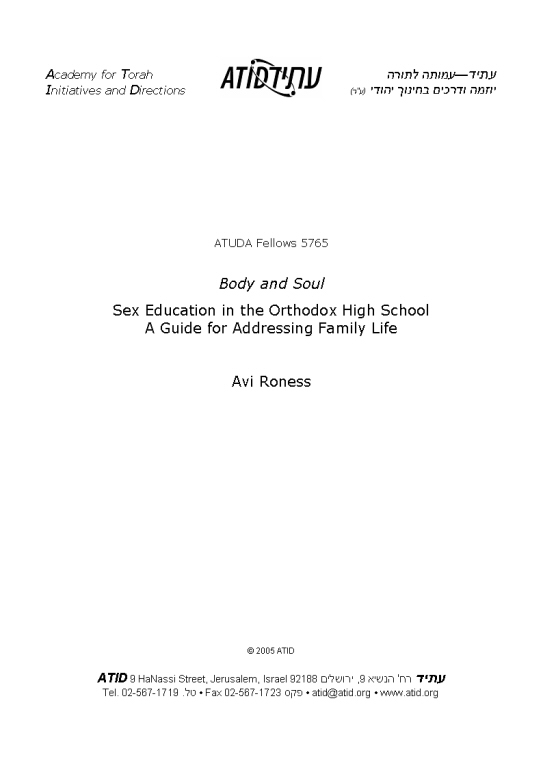 Academy for Torah
Initiatives and Directions
ATID עתיד
עתיד—עמותה לתורה
יוזמה ודרכים בחינוך יהודי (ע"ר)
ATUDA Fellows 5765
Body and Soul
Sex Education in the Orthodox High School
A Guide for Addressing Family Life
Avi Roness
© 2005 ATID
ATID 9 HaNassi Street, Jerusalem, Israel 92188 עתיד רח' הנשיא 9, ירושלים
Tel. 02-567-1719 טל. • Fax 02-567-1723 פקס • atid@atid.org • www.atid.org